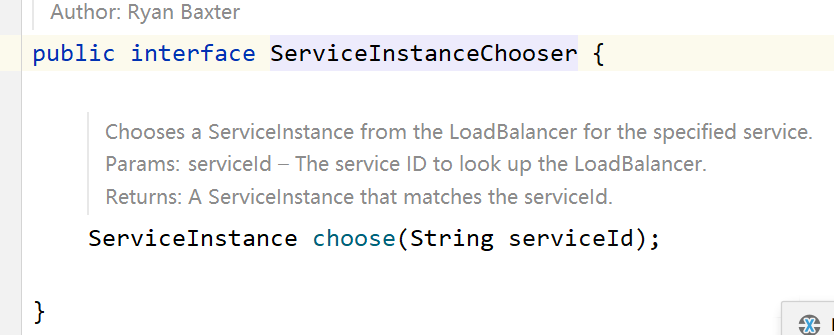 Author: Ryan Baxter
public interface ServiceInstanceChooser {
Chooses a ServiceInstance from the LoadBalancer for the specified service.
Params: serviceId – The service ID to look up the LoadBalancer.
Returns: A ServiceInstance that matches the serviceId.
ServiceInstance choose(String serviceId);
}